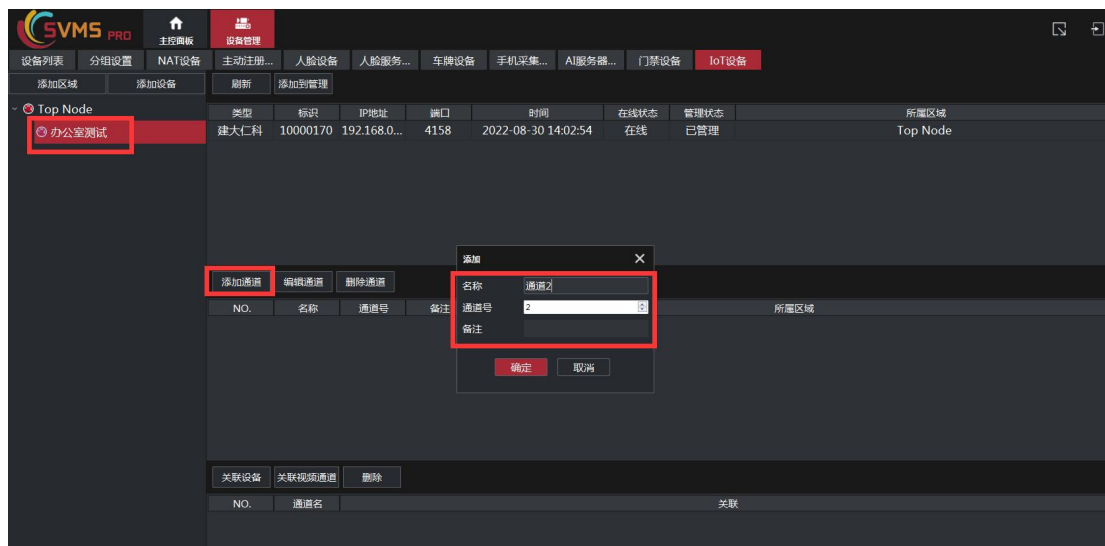 SVMS PRO 主控面板 设备管理
设备列表 分组设置 NAT设备 主动注册... 人脸设备 人脸服务... 车牌设备 手机采集... AI服务器... 门禁设备 IoT设备
添加区域 添加设备 刷新 添加到管理
Top Node
类型 标识 IP地址 端口 时间 在线状态 管理状态 所属区域
办公室测试 建大仁科 10000170 192.168.0... 4158 2022-08-30 14:02:54 在线 已管理 Top Node
添加
添加通道 编辑通道 删除通道
名称 通道2
NO. 名称 通道号 备注 所属区域
通道号 2
备注
确定 取消
关联设备 关联视频通道 删除
NO. 通道名 关联